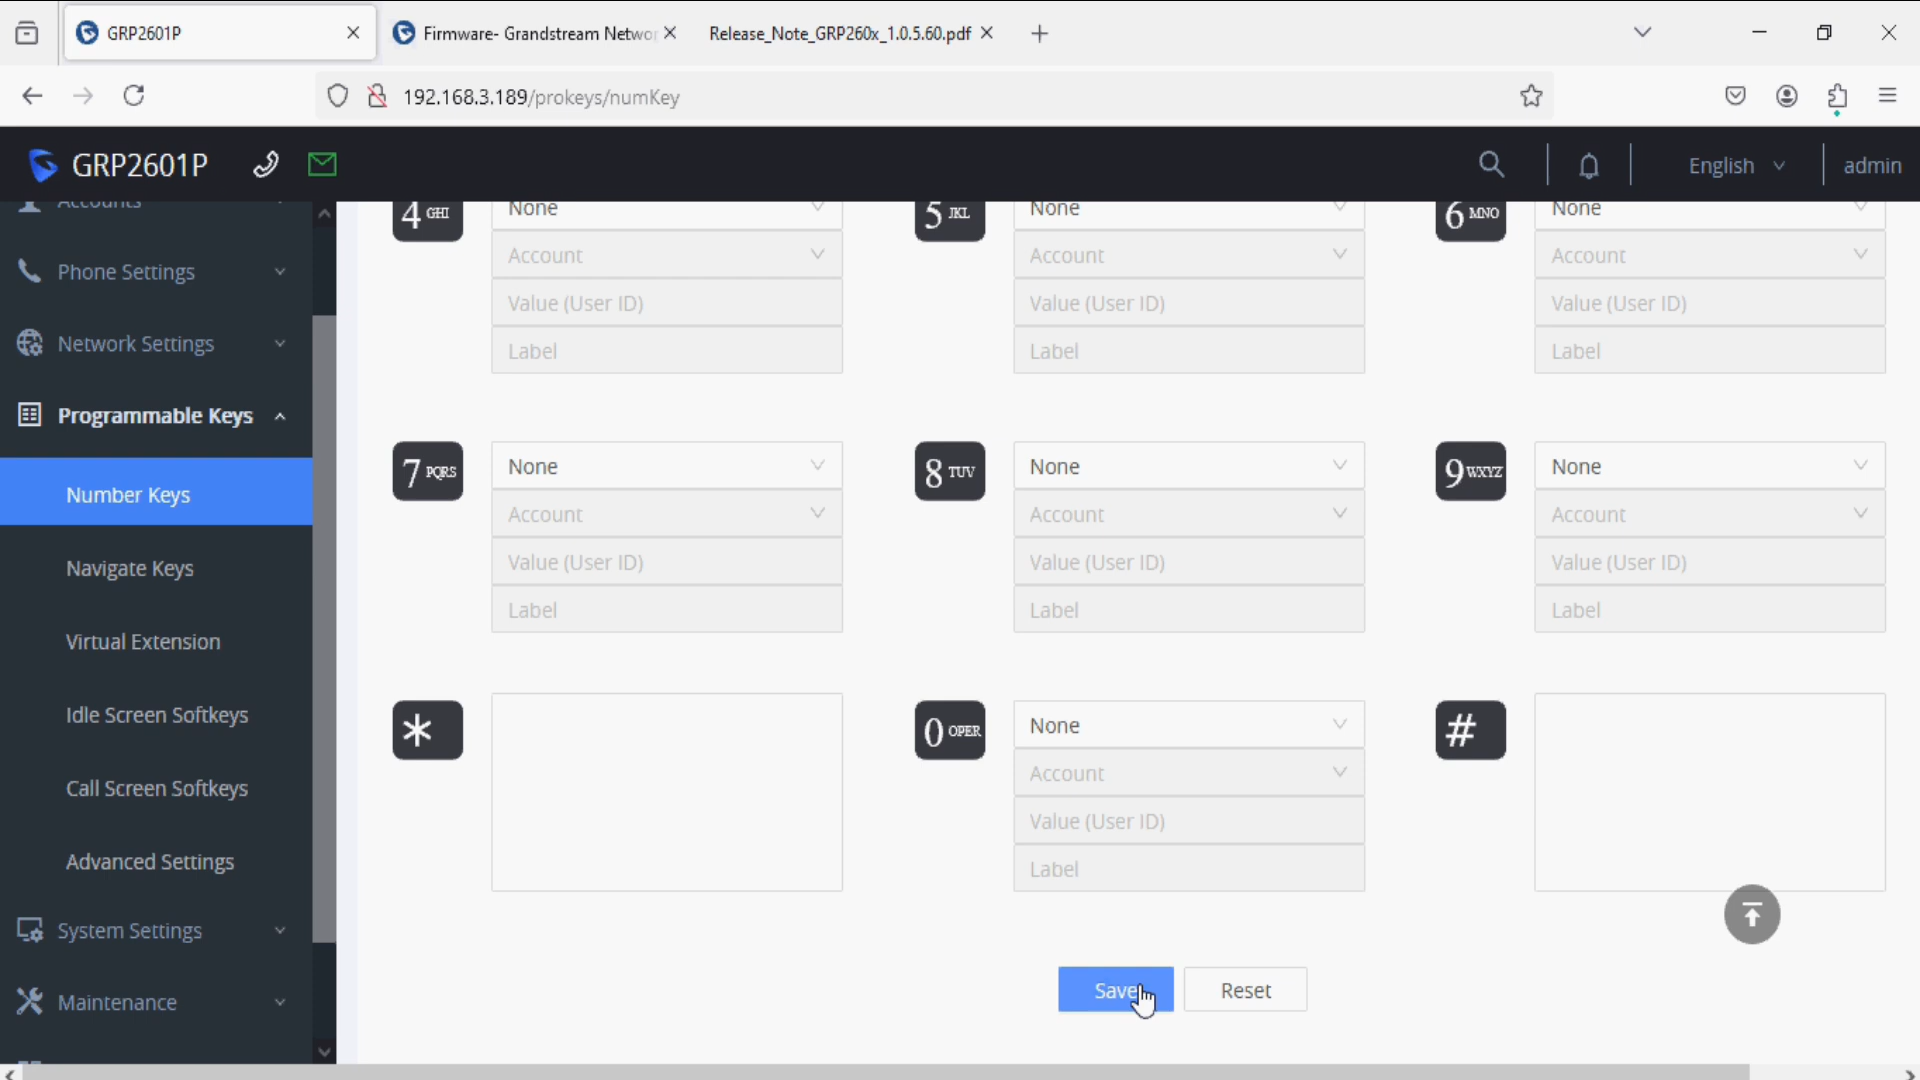 GRP2601P
Firmware- Grandstream Networ
Release_Note_GRP260x_1.0.5.60.pdf
192.168.3.189/prokeys/numKey
GRP2601P
English
admin
Accounts
Phone Settings
Network Settings
Programmable Keys
Number Keys
Navigate Keys
Virtual Extension
Idle Screen Softkeys
Call Screen Softkeys
Advanced Settings
System Settings
Maintenance
4 GHI None 5 JKL None 6 MNO None
Account Account Account
Value (User ID) Value (User ID) Value (User ID)
Label Label Label
7 PQRS None 8 TUV None 9 WXYZ None
Account Account Account
Value (User ID) Value (User ID) Value (User ID)
Label Label Label
* 0 OPER None #
Account
Value (User ID)
Label
Save Reset